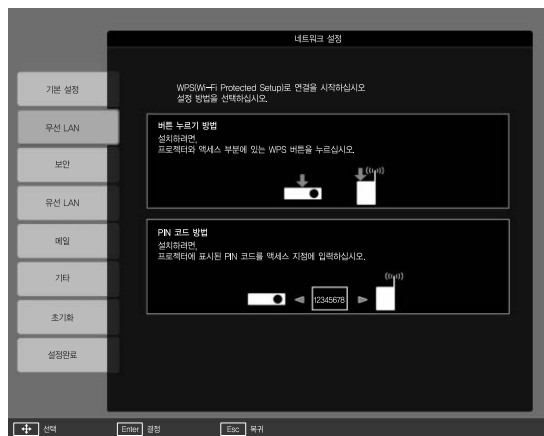 네트워크 설정
기본 설정
무선 LAN
보안
유선 LAN
메일
기타
초기화
설정완료
WPS(Wi-Fi Protected Setup)로 연결을 시작하십시오
설정 방법을 선택하십시오.
버튼 누르기 방법
설치하려면,
프로젝터와 액세스 부분에 있는 WPS 버튼을 누르십시오.
PIN 코드 방법
설치하려면,
프로젝터에 표시된 PIN 코드를 액세스 지점에 입력하십시오.
12345678
선택 Enter 결정 Esc 복귀